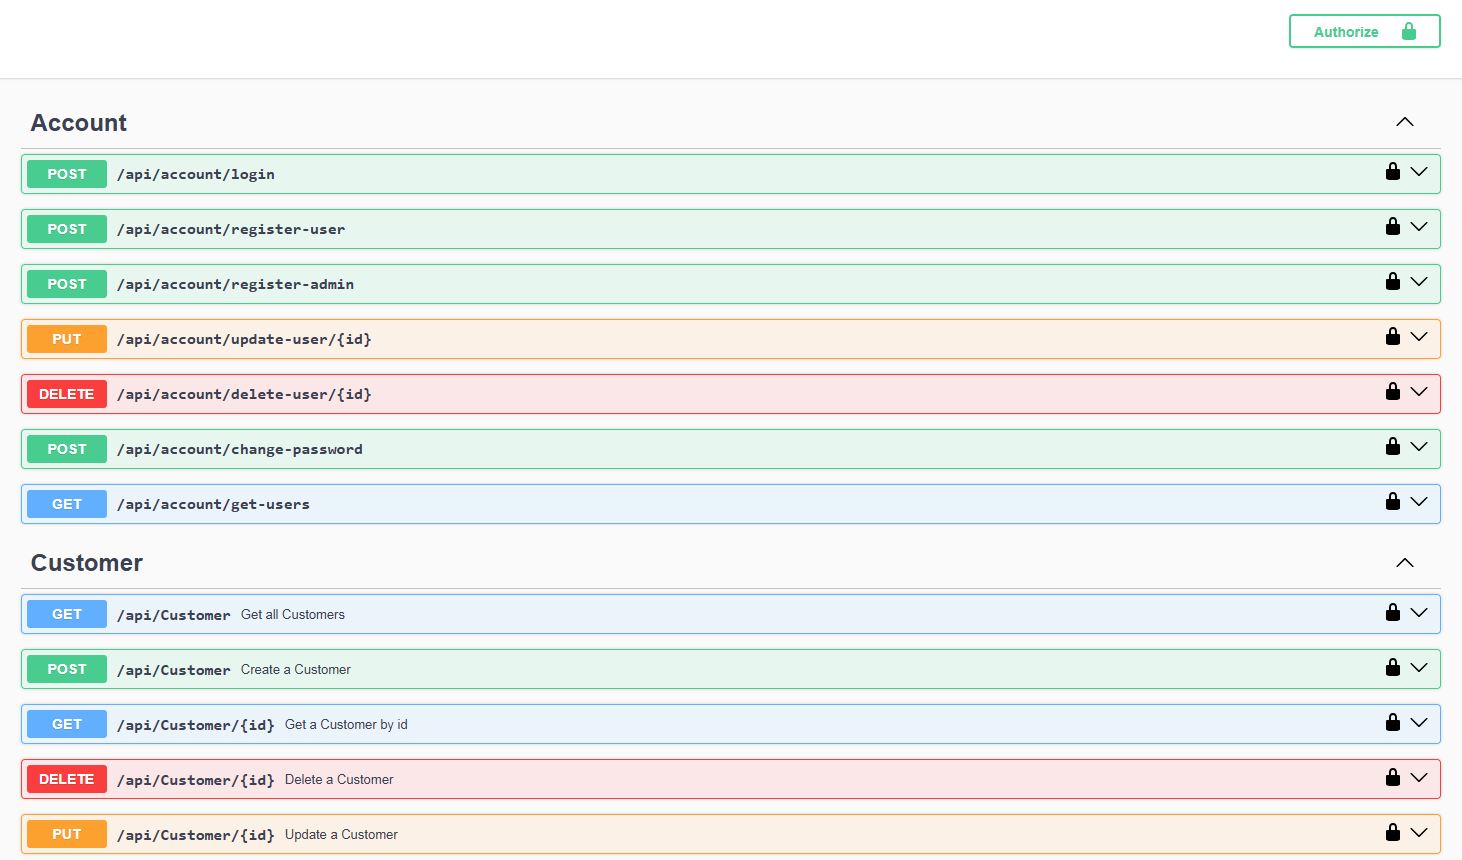 Authorize
Account
POST /api/account/login
POST /api/account/register-user
POST /api/account/register-admin
PUT /api/account/update-user/{id}
DELETE /api/account/delete-user/{id}
POST /api/account/change-password
GET /api/account/get-users
Customer
GET /api/Customer Get all Customers
POST /api/Customer Create a Customer
GET /api/Customer/{id} Get a Customer by id
DELETE /api/Customer/{id} Delete a Customer
PUT /api/Customer/{id} Update a Customer